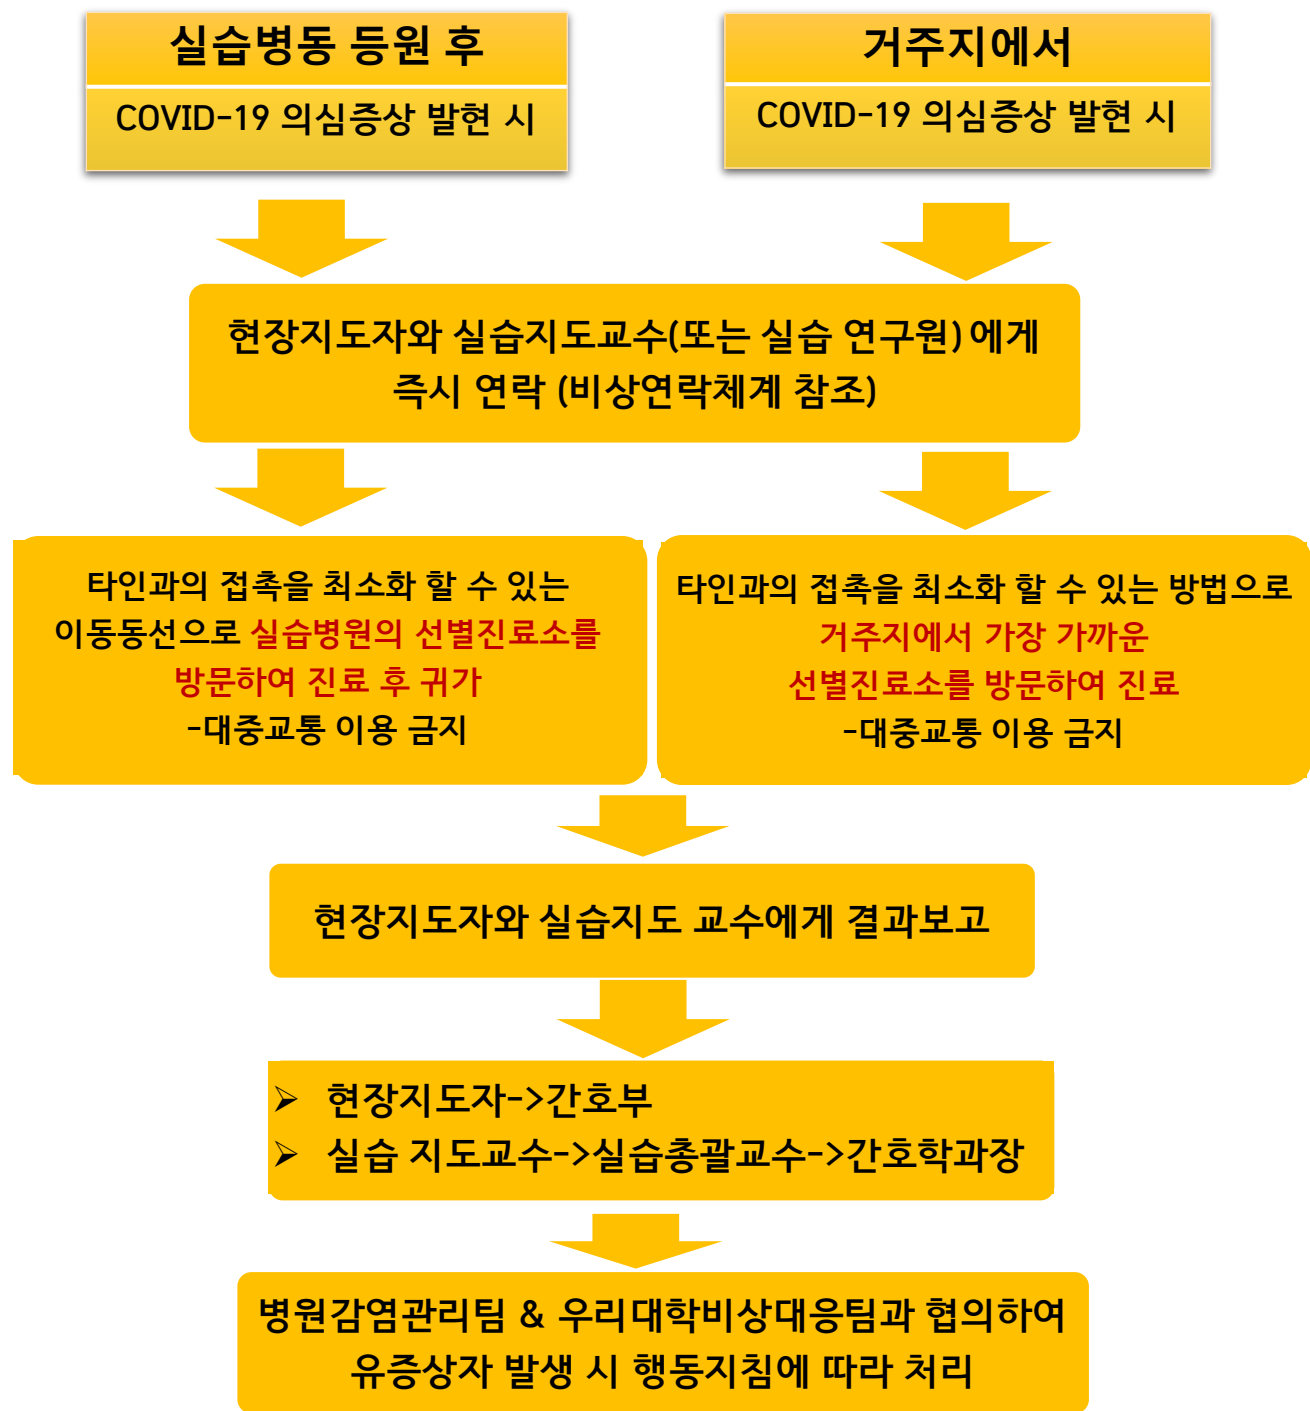 실습병동 등원 후
COVID-19 의심증상 발현 시
거주지에서
COVID-19 의심증상 발현 시
현장지도자와 실습지도교수(또는 실습 연구원)에게
즉시 연락 (비상연락체계 참조)
타인과의 접촉을 최소화 할 수 있는
이동동선으로 실습병원의 선별진료소를
방문하여 진료 후 귀가
-대중교통 이용 금지
타인과의 접촉을 최소화 할 수 있는 방법으로
거주지에서 가장 가까운
선별진료소를 방문하여 진료
-대중교통 이용 금지
현장지도자와 실습지도 교수에게 결과보고
➢ 현장지도자->간호부
➢ 실습 지도교수->실습총괄교수->간호학과장
병원감염관리팀 & 우리대학비상대응팀과 협의하여
유증상자 발생 시 행동지침에 따라 처리